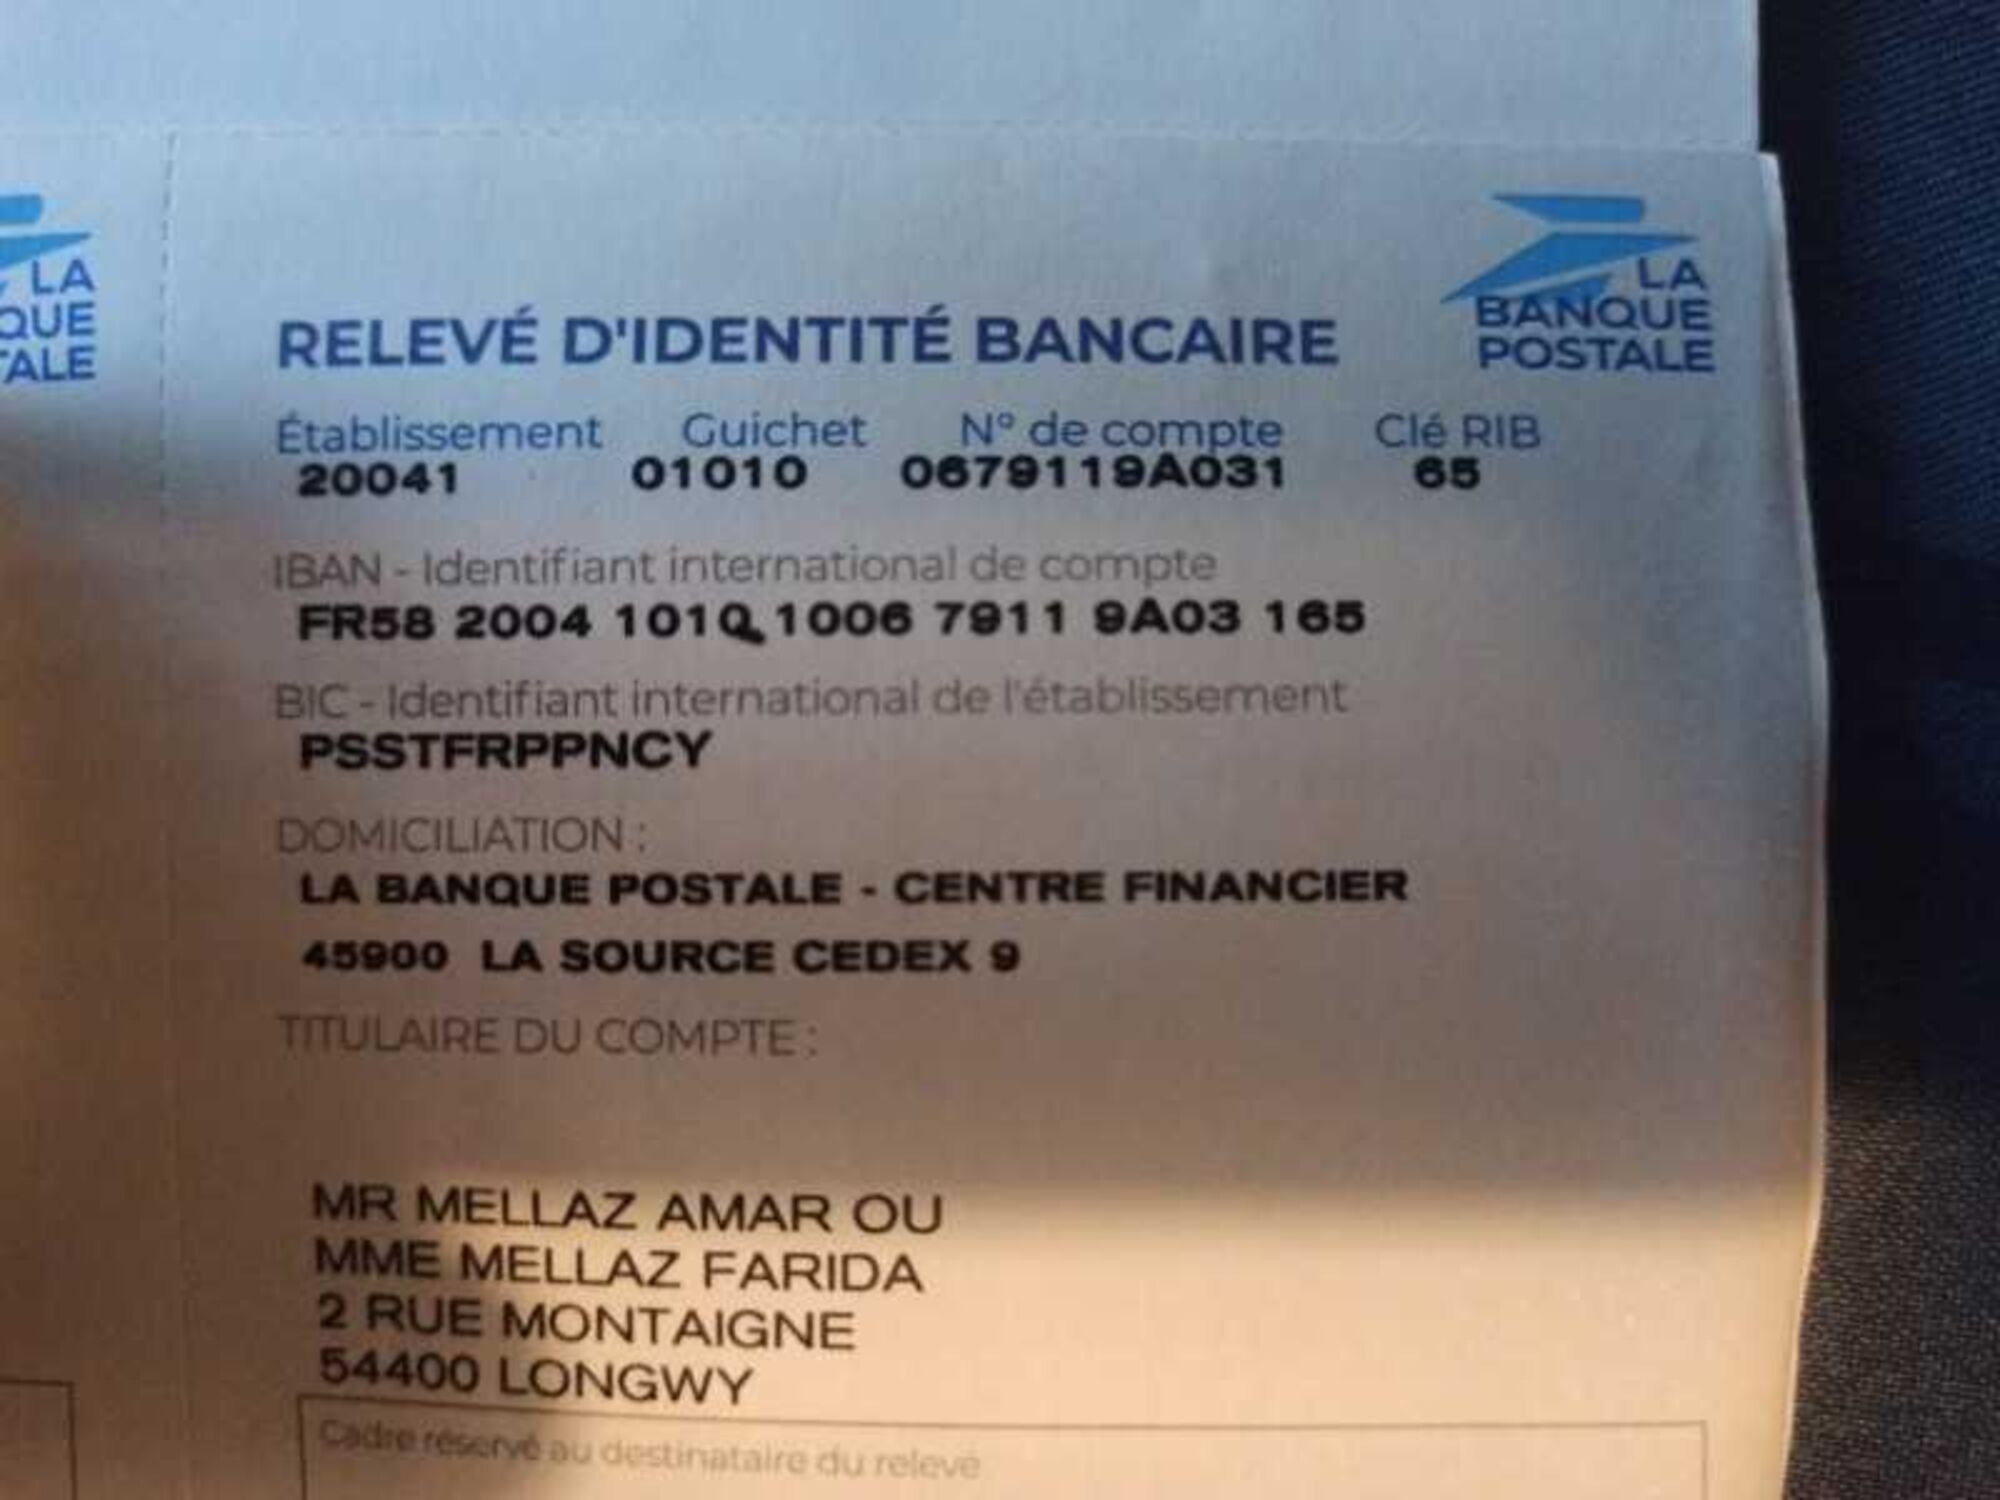 LA
QUE
TALE
LA
BANQUE
POSTALE
RELEVÉ D'IDENTITÉ BANCAIRE
Établissement Guichet N° de compte Clé RIB
20041 01010 0679119A031 65
IBAN - Identifiant international de compte
FR58 2004 1010 1006 7911 9A03 165
BIC - Identifiant international de l'établissement
PSSTFRPPNCY
DOMICILIATION :
LA BANQUE POSTALE - CENTRE FINANCIER
45900 LA SOURCE CEDEX 9
TITULAIRE DU COMPTE :
MR MELLAZ AMAR OU
MME MELLAZ FARIDA
2 RUE MONTAIGNE
54400 LONGWY
Cadre réservé au destinataire du relevé